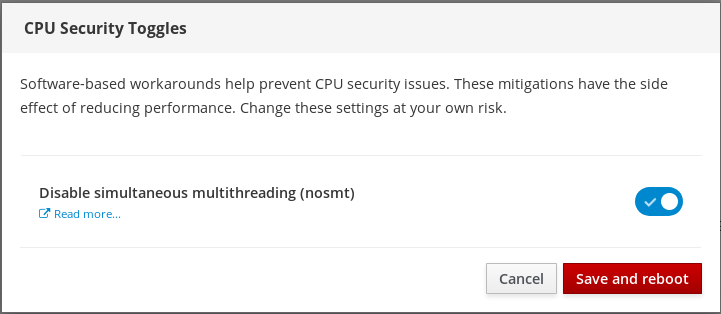 CPU Security Toggles
Software-based workarounds help prevent CPU security issues. These mitigations have the side
effect of reducing performance. Change these settings at your own risk.
Disable simultaneous multithreading (nosmt)
Read more...
Cancel
Save and reboot